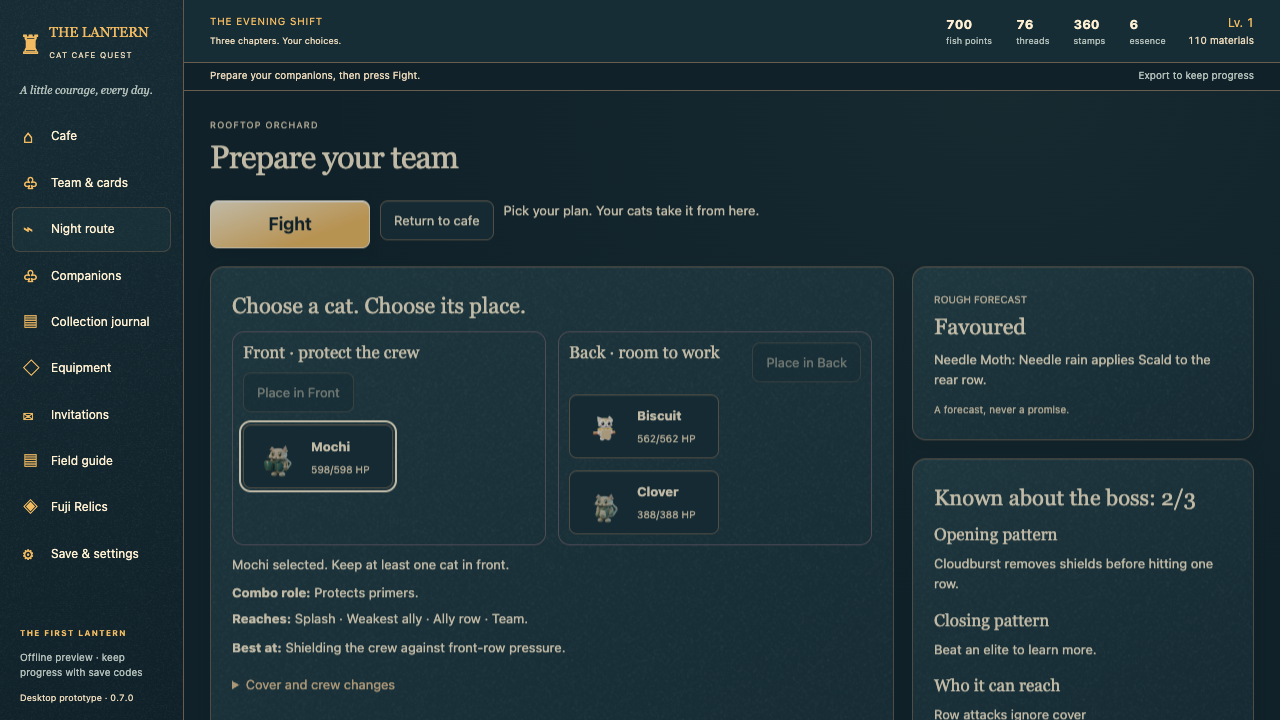 THE LANTERN
CAT CAFE QUEST
A little courage, every day.
Cafe
Team & cards
Night route
Companions
Collection journal
Equipment
Invitations
Field guide
Fuji Relics
Save & settings
THE FIRST LANTERN
Offline preview · keep
progress with save codes
Desktop prototype · 0.7.0
THE EVENING SHIFT
Three chapters. Your choices.
700
fish points
76
threads
360
stamps
6
essence
Lv. 1
110 materials
Prepare your companions, then press Fight.
Export to keep progress
ROOFTOP ORCHARD
Prepare your team
Fight
Return to cafe
Pick your plan. Your cats take it from here.
Choose a cat. Choose its place.
Front · protect the crew
Place in Front
Mochi
598/598 HP
Back · room to work
Place in Back
Biscuit
562/562 HP
Clover
388/388 HP
Mochi selected. Keep at least one cat in front.
Combo role: Protects primers.
Reaches: Splash · Weakest ally · Ally row · Team.
Best at: Shielding the crew against front-row pressure.
Cover and crew changes
ROUGH FORECAST
Favoured
Needle Moth: Needle rain applies Scald to the
rear row.
A forecast, never a promise.
Known about the boss: 2/3
Opening pattern
Cloudburst removes shields before hitting one
row.
Closing pattern
Beat an elite to learn more.
Who it can reach
Row attacks ignore cover